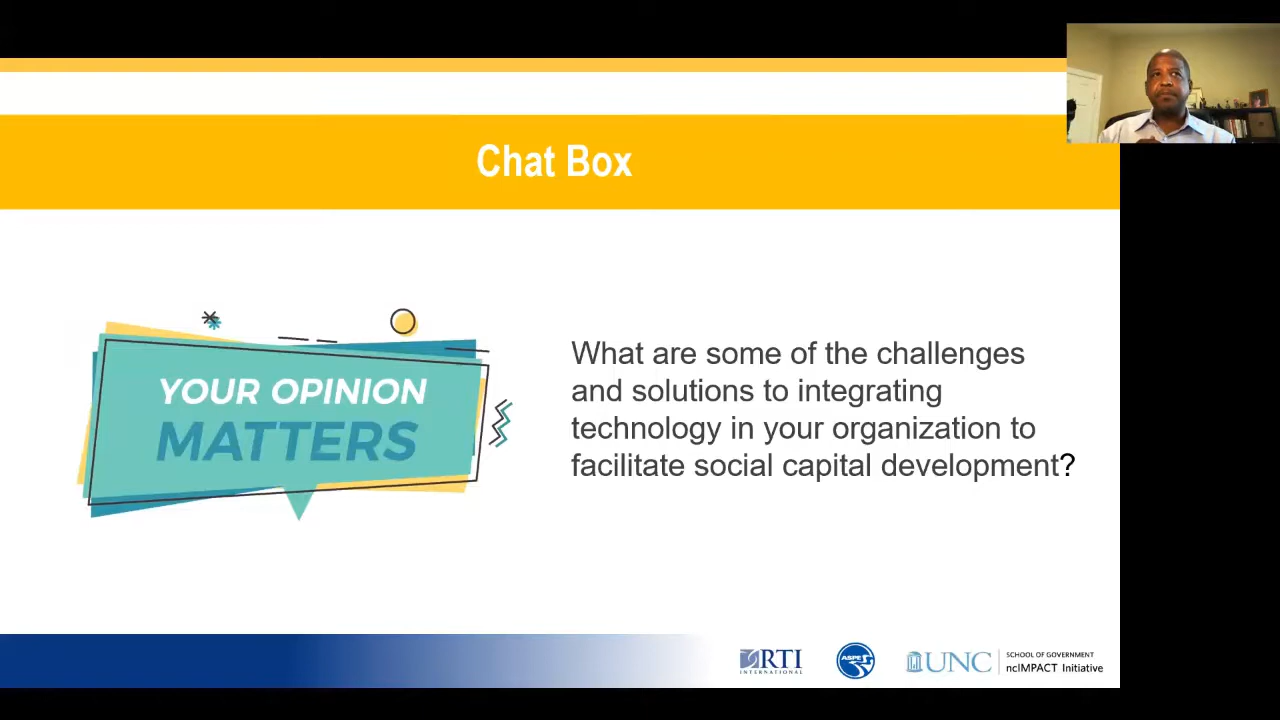 Chat Box
YOUR OPINION
MATTERS
What are some of the challenges
and solutions to integrating
technology in your organization to
facilitate social capital development?
RTI
INTERNATIONAL
ASPE
UNC
SCHOOL OF GOVERNMENT
ncIMPACT Initiative